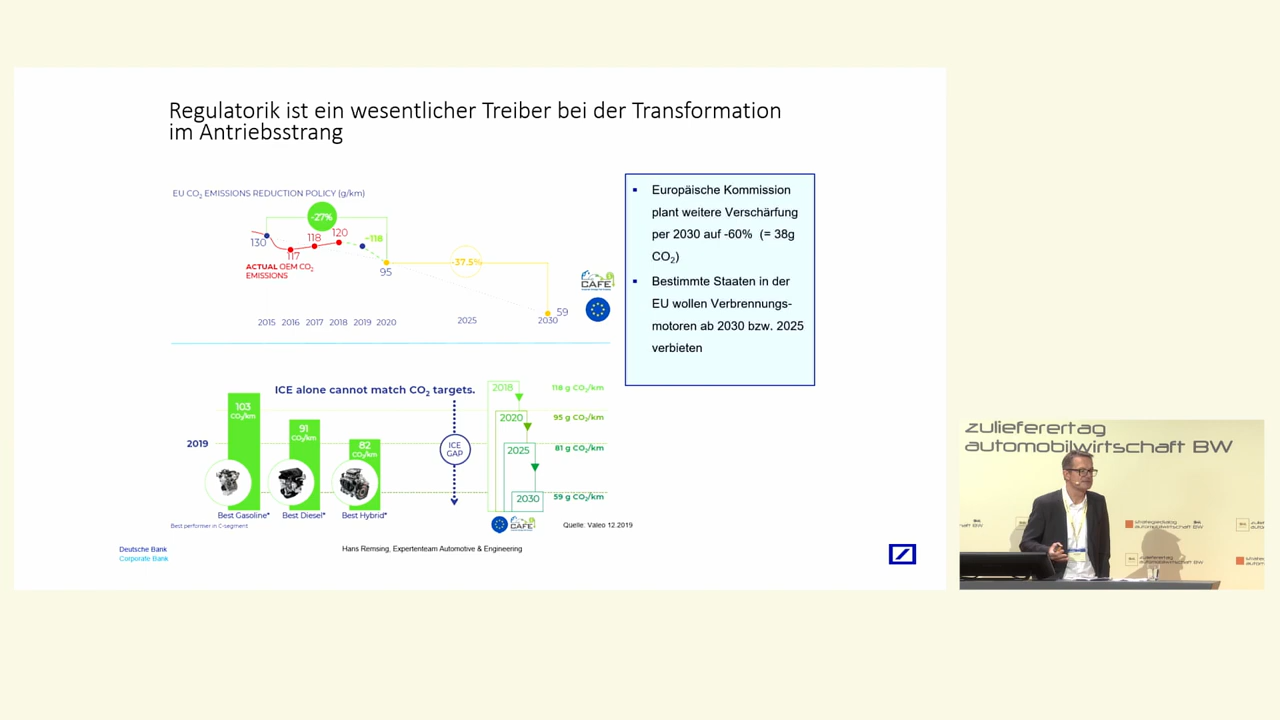 Regulatorik ist ein wesentlicher Treiber bei der Transformation
im Antriebsstrang
EU CO2 EMISSIONS REDUCTION POLICY (g/km)
-27%
130
117
118
120
~118
95
-37.5%
59
ACTUAL OEM CO2
EMISSIONS
CAFE
2015 2016 2017 2018 2019 2020 2025 2030
▪ Europäische Kommission
plant weitere Verschärfung
per 2030 auf -60% (= 38g
CO2)
▪ Bestimmte Staaten in der
EU wollen Verbrennungs-
motoren ab 2030 bzw. 2025
verbieten
ICE alone cannot match CO2 targets.
2019
103
CO2/km
91
CO2/km
82
CO2/km
Best Gasoline* Best Diesel* Best Hybrid*
Best performer in C-segment
ICE
GAP
2018 118 g CO2/km
2020 95 g CO2/km
2025 81 g CO2/km
2030 59 g CO2/km
CAFE
Quelle: Valeo 12.2019
Deutsche Bank
Corporate Bank
Hans Remsing, Expertenteam Automotive & Engineering
zulieferertag
automobilwirtschaft BW
strategiedialog
automobilwirtschaft BW
zulieferertag
automobilwirtschaft BW